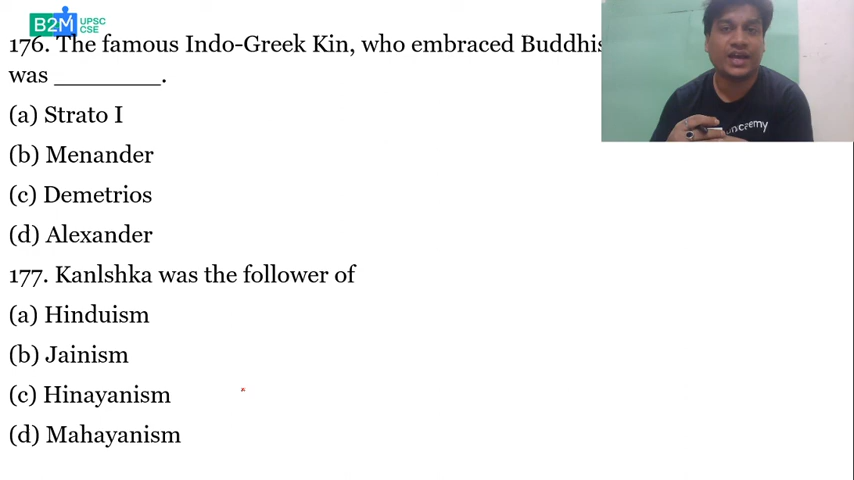 B2M UPSC
CSE
176. The famous Indo-Greek Kin, who embraced Buddhis
was ________.
(a) Strato I
(b) Menander
(c) Demetrios
(d) Alexander
177. Kanlshka was the follower of
(a) Hinduism
(b) Jainism
(c) Hinayanism
(d) Mahayanism